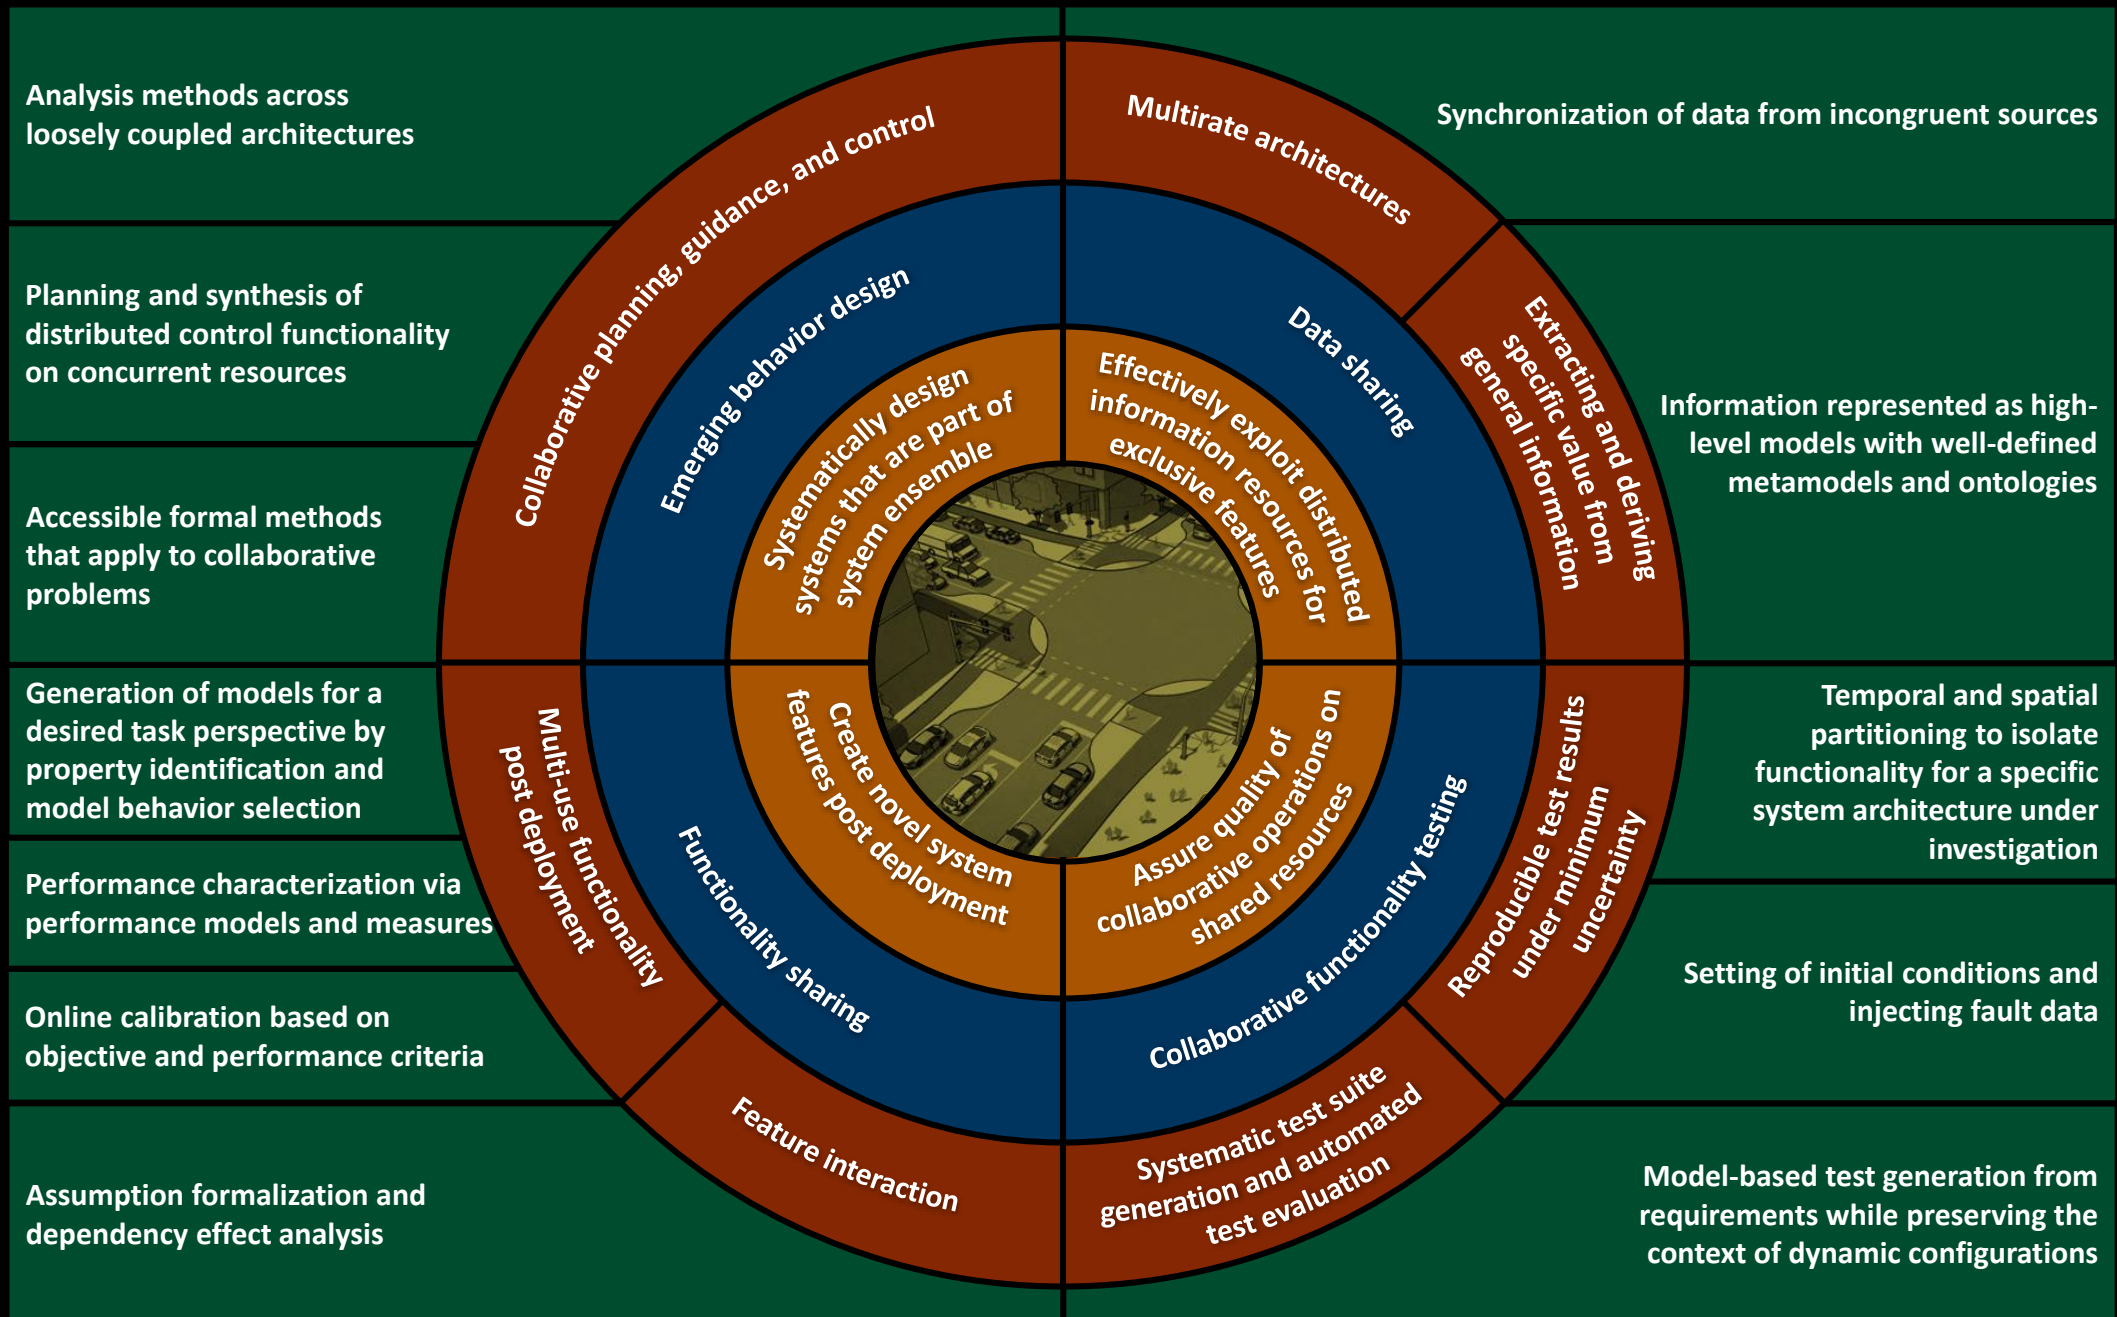 Analysis methods across
loosely coupled architectures
Planning and synthesis of
distributed control functionality
on concurrent resources
Accessible formal methods
that apply to collaborative
problems
Generation of models for a
desired task perspective by
property identification and
model behavior selection
Performance characterization via
performance models and measures
Online calibration based on
objective and performance criteria
Assumption formalization and
dependency effect analysis
Collaborative planning, guidance, and control
Emerging behavior design
Systematically design
systems that are part of
system ensemble
Multirate architectures
Extracting and deriving
specific value from
general information
Data sharing
Effectively exploit distributed
information resources for
exclusive features
Multi-use functionality
post deployment
Feature interaction
Functionality sharing
Create novel system
features post deployment
Assure quality of
collaborative operations on
shared resources
Collaborative functionality testing
Reproducible test results
under minimum
uncertainty
Systematic test suite
generation and automated
test evaluation
Synchronization of data from incongruent sources
Information represented as high-
level models with well-defined
metamodels and ontologies
Temporal and spatial
partitioning to isolate
functionality for a specific
system architecture under
investigation
Setting of initial conditions and
injecting fault data
Model-based test generation from
requirements while preserving the
context of dynamic configurations